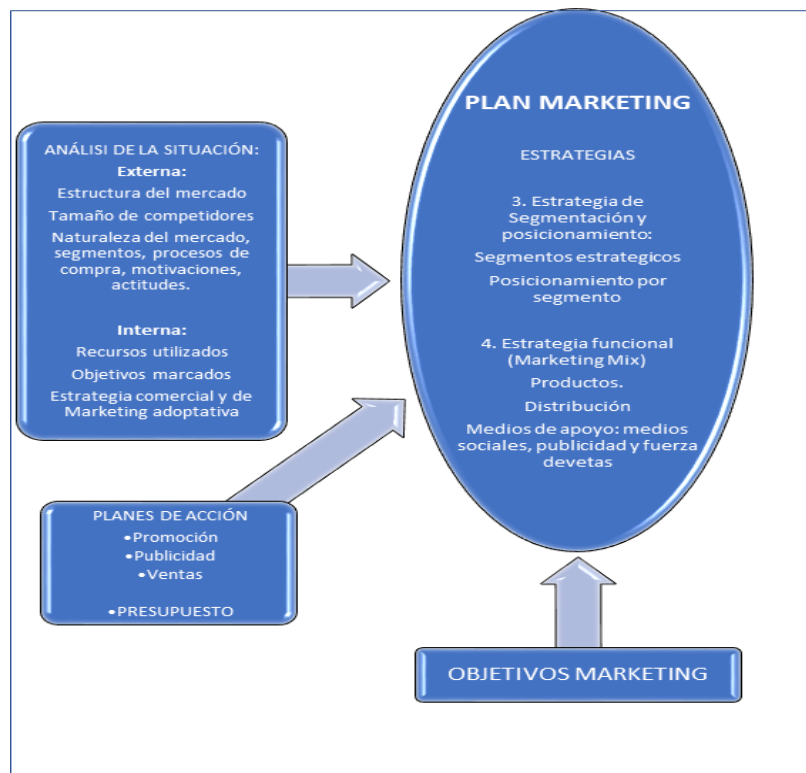 ANÁLISI DE LA SITUACIÓN:
Externa:
Estructura del mercado
Tamaño de competidores
Naturaleza del mercado,
segmentos, procesos de
compra, motivaciones,
actitudes.
Interna:
Recursos utilizados
Objetivos marcados
Estrategia comercial y de
Marketing adoptativa
PLANES DE ACCIÓN
•Promoción
•Publicidad
•Ventas
•PRESUPUESTO
PLAN MARKETING
ESTRATEGIAS
3. Estrategia de
Segmentación y
posicionamiento:
Segmentos estrategicos
Posicionamiento por
segmento
4. Estrategia funcional
(Marketing Mix)
Productos.
Distribución
Medios de apoyo: medios
sociales, publicidad y fuerza
devetas
OBJETIVOS MARKETING